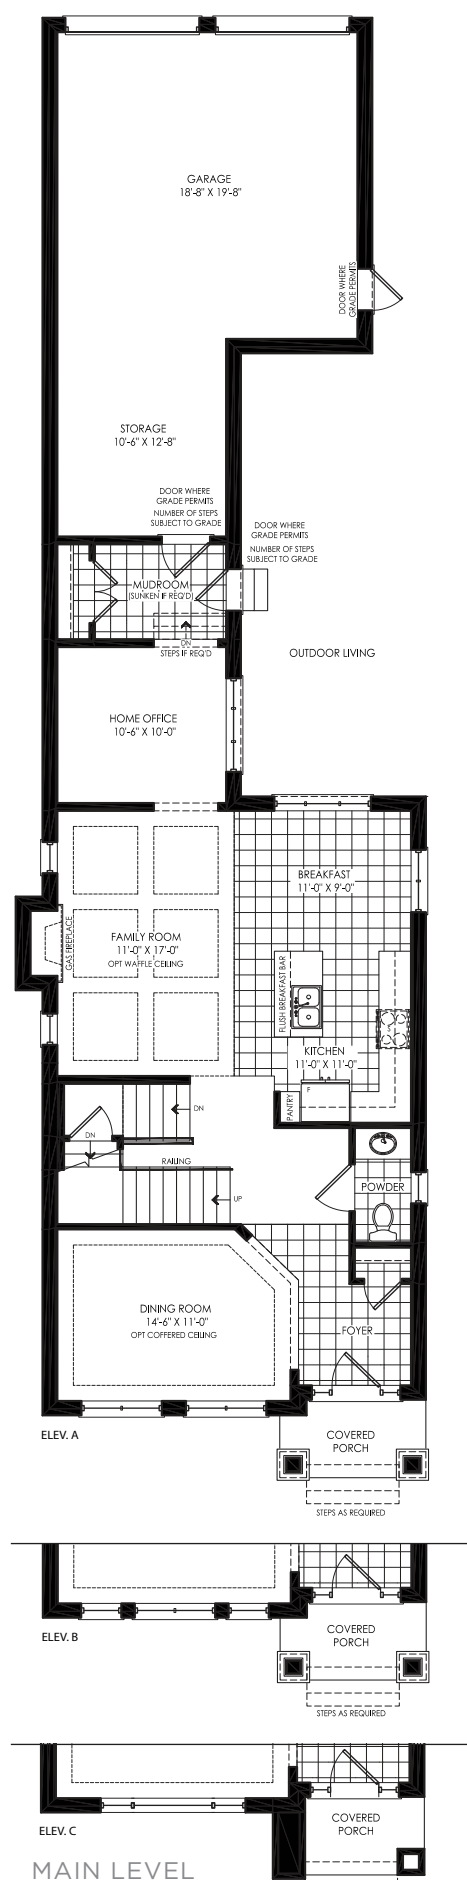 GARAGE
18'-8" X 19'-8"
DOOR WHERE
GRADE PERMITS
STORAGE
10'-6" X 12'-8"
DOOR WHERE
GRADE PERMITS
NUMBER OF STEPS
SUBJECT TO GRADE
DOOR WHERE
GRADE PERMITS
NUMBER OF STEPS
SUBJECT TO GRADE
MUDROOM
(SUNKEN IF REQ'D)
DN
STEPS IF REQ'D
OUTDOOR LIVING
HOME OFFICE
10'-6" X 10'-0"
BREAKFAST
11'-0" X 9'-0"
GAS FIREPLACE
FAMILY ROOM
11'-0" X 17'-0"
OPT WAFFLE CEILING
FLUSH BREAKFAST BAR
KITCHEN
11'-0" X 11'-0"
F
PANTRY
DN
DN
RAILING
POWDER
UP
DINING ROOM
14'-6" X 11'-0"
OPT COFFERED CEILING
FOYER
ELEV. A
COVERED
PORCH
STEPS AS REQUIRED
ELEV. B
COVERED
PORCH
STEPS AS REQUIRED
ELEV. C
COVERED
PORCH
MAIN LEVEL